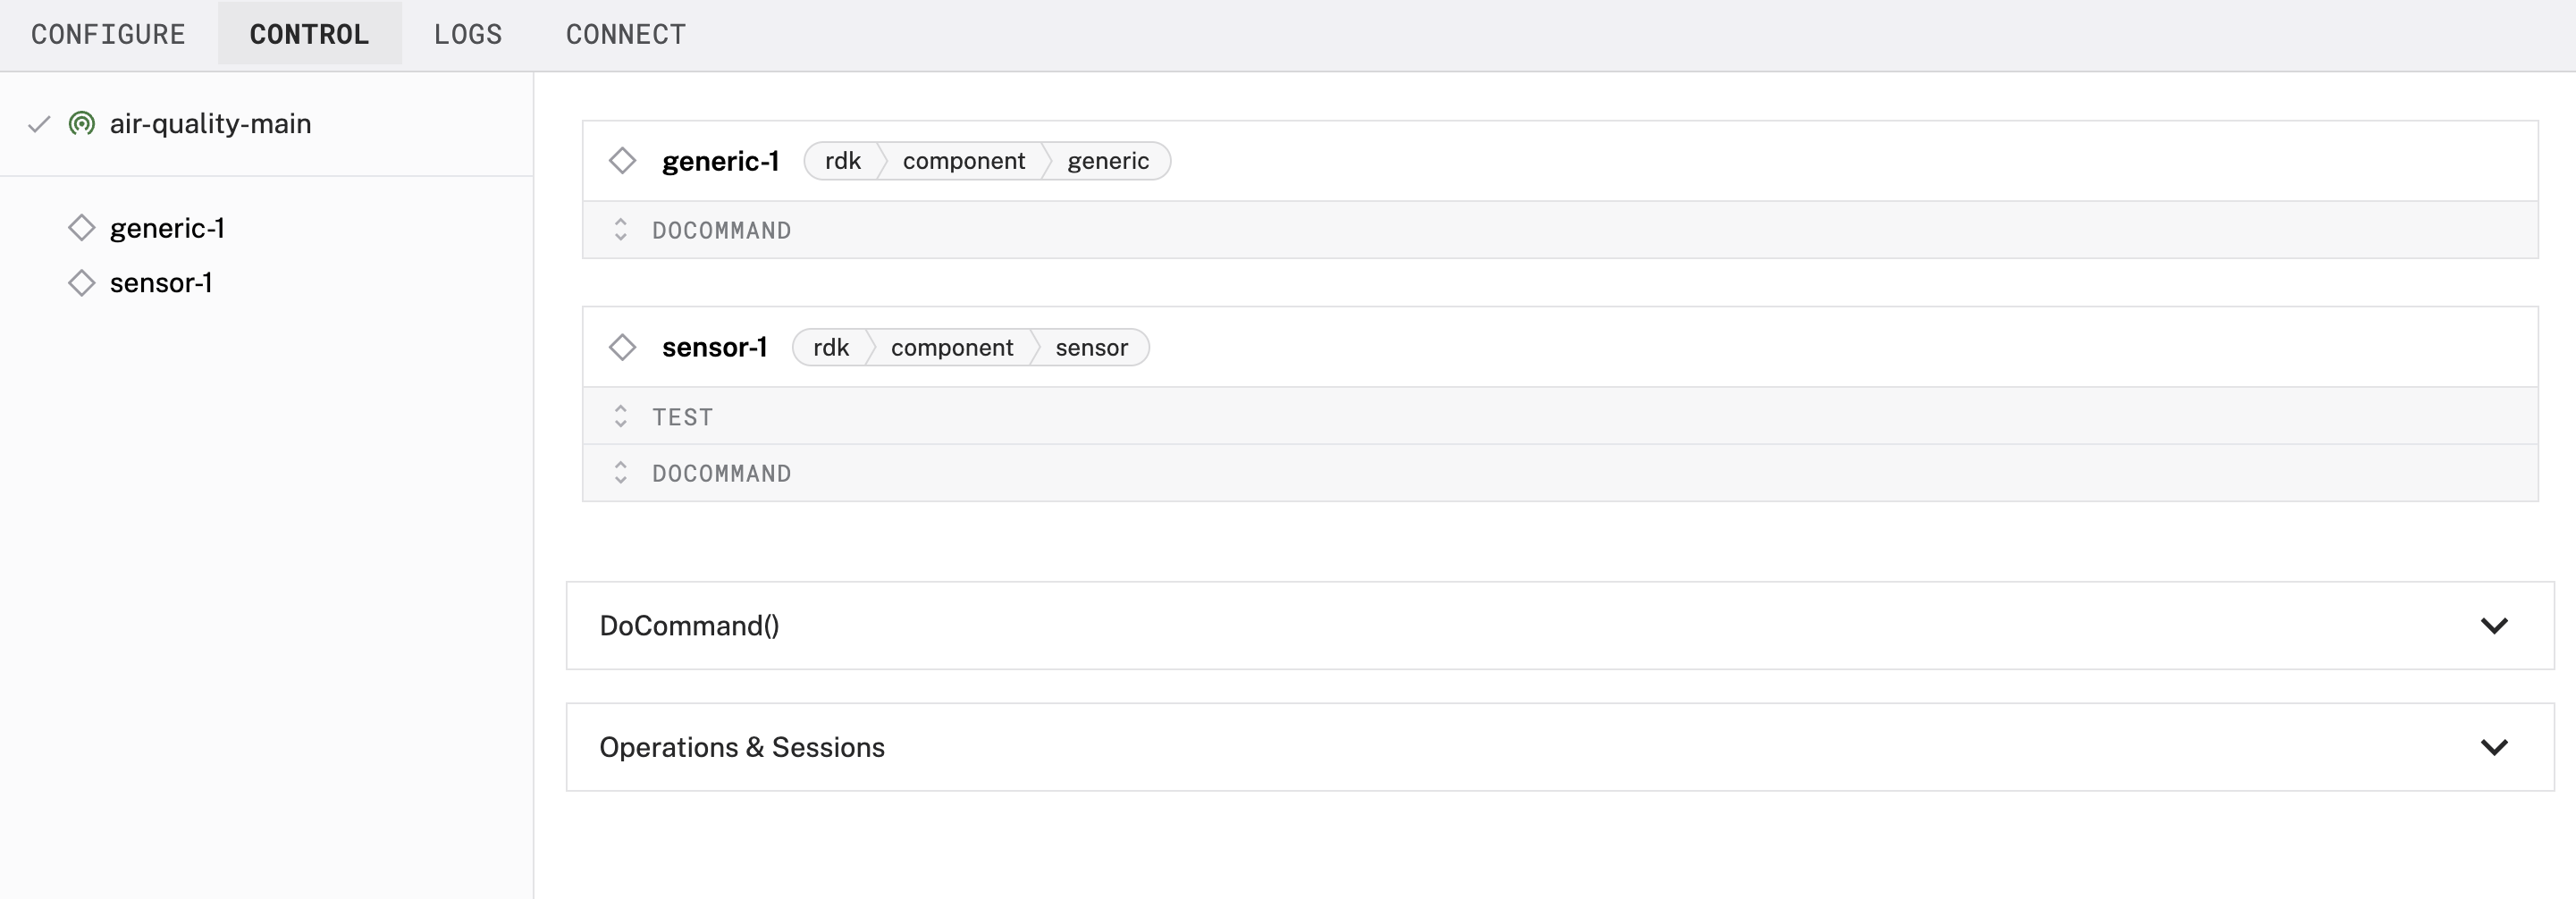 CONFIGURE CONTROL LOGS CONNECT
air-quality-main
generic-1
sensor-1
generic-1 rdk component generic
DOCOMMAND
sensor-1 rdk component sensor
TEST
DOCOMMAND
DoCommand()
Operations & Sessions